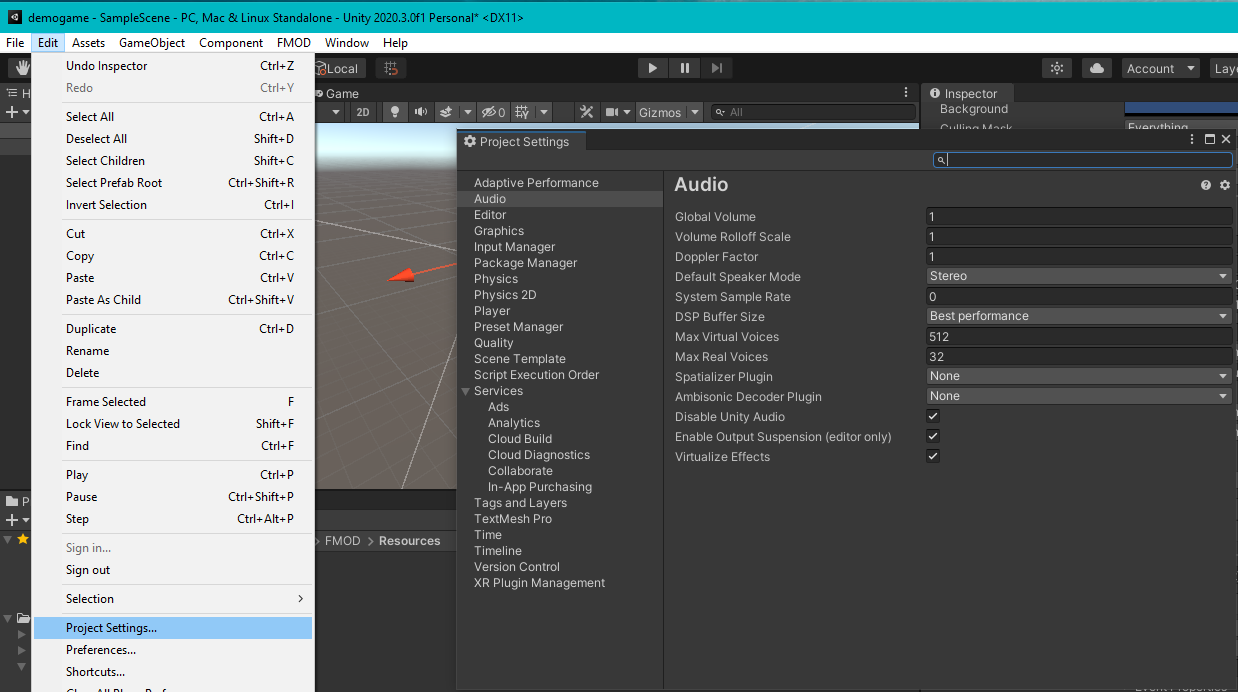 demogame - SampleScene - PC, Mac & Linux Standalone - Unity 2020.3.0f1 Personal* <DX11>
File Edit Assets GameObject Component FMOD Window Help
Undo Inspector Ctrl+Z
Redo Ctrl+Y
Select All Ctrl+A
Deselect All Shift+D
Select Children Shift+C
Select Prefab Root Ctrl+Shift+R
Invert Selection Ctrl+I
Cut Ctrl+X
Copy Ctrl+C
Paste Ctrl+V
Paste As Child Ctrl+Shift+V
Duplicate Ctrl+D
Rename
Delete
Frame Selected F
Lock View to Selected Shift+F
Find Ctrl+F
Play Ctrl+P
Pause Ctrl+Shift+P
Step Ctrl+Alt+P
Sign in...
Sign out
Selection
Project Settings...
Preferences...
Shortcuts...
Local
Account
Lay
H
Game
2D
0
Gizmos
All
Inspector
Background
Culling Mask
Everything
Project Settings
Adaptive Performance
Audio
Editor
Graphics
Input Manager
Package Manager
Physics
Physics 2D
Player
Preset Manager
Quality
Scene Template
Script Execution Order
Services
Ads
Analytics
Cloud Build
Cloud Diagnostics
Collaborate
In-App Purchasing
Tags and Layers
TextMesh Pro
Time
Timeline
Version Control
XR Plugin Management
Audio
Global Volume 1
Volume Rolloff Scale 1
Doppler Factor 1
Default Speaker Mode Stereo
System Sample Rate 0
DSP Buffer Size Best performance
Max Virtual Voices 512
Max Real Voices 32
Spatializer Plugin None
Ambisonic Decoder Plugin None
Disable Unity Audio
Enable Output Suspension (editor only)
Virtualize Effects
P
FMOD > Resources